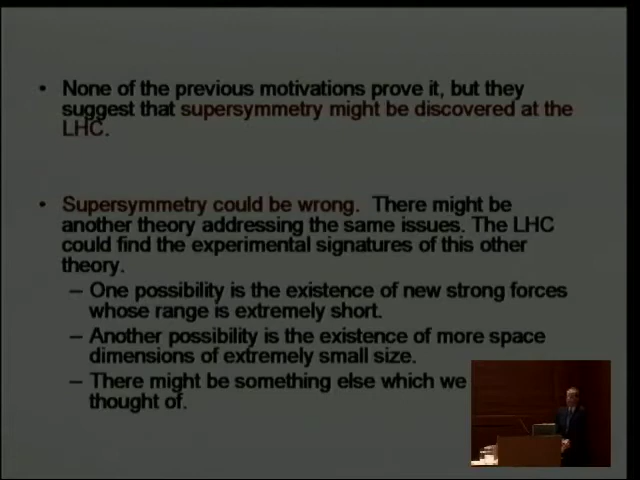 • None of the previous motivations prove it, but they
suggest that supersymmetry might be discovered at the
LHC.
• Supersymmetry could be wrong. There might be
another theory addressing the same issues. The LHC
could find the experimental signatures of this other
theory.
– One possibility is the existence of new strong forces
whose range is extremely short.
– Another possibility is the existence of more space
dimensions of extremely small size.
– There might be something else which we
thought of.